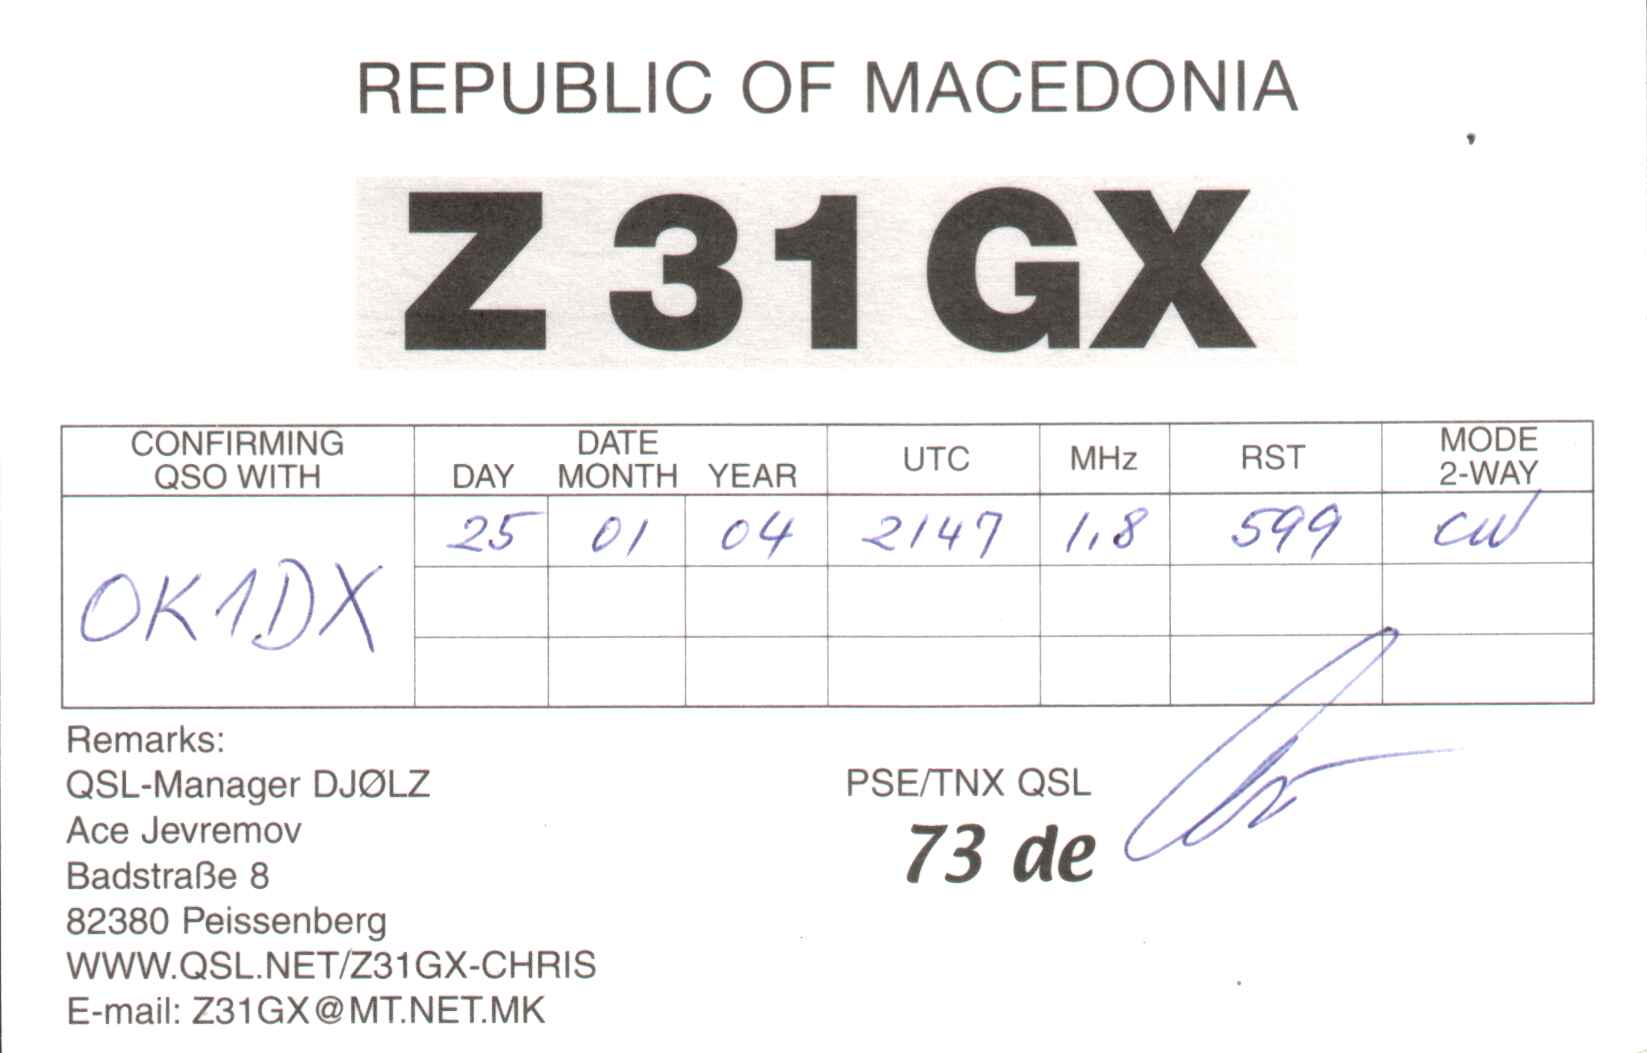 REPUBLIC OF MACEDONIA
Z31GX
CONFIRMING QSO WITH DATE DAY MONTH YEAR UTC MHz RST MODE 2-WAY
OK1DX 25 01 04 2147 1,8 599 CW
Remarks:
QSL-Manager DJØLZ
Ace Jevremov
Badstraße 8
82380 Peissenberg
WWW.QSL.NET/Z31GX-CHRIS
E-mail: Z31GX@MT.NET.MK
PSE/TNX QSL
73 de